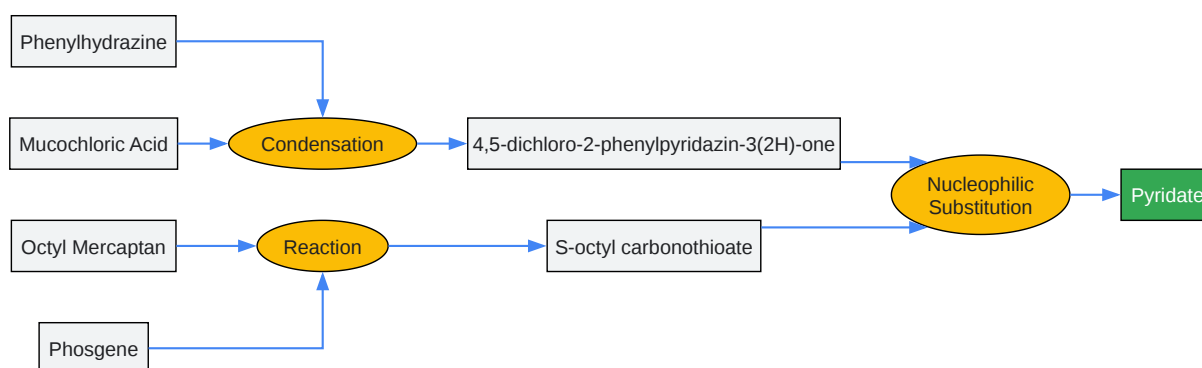 Phenylhydrazine
Mucochloric Acid
Condensation
4,5-dichloro-2-phenylpyridazin-3(2H)-one
Nucleophilic
Substitution
Pyridate
Octyl Mercaptan
Reaction
S-octyl carbonothioate
Phosgene